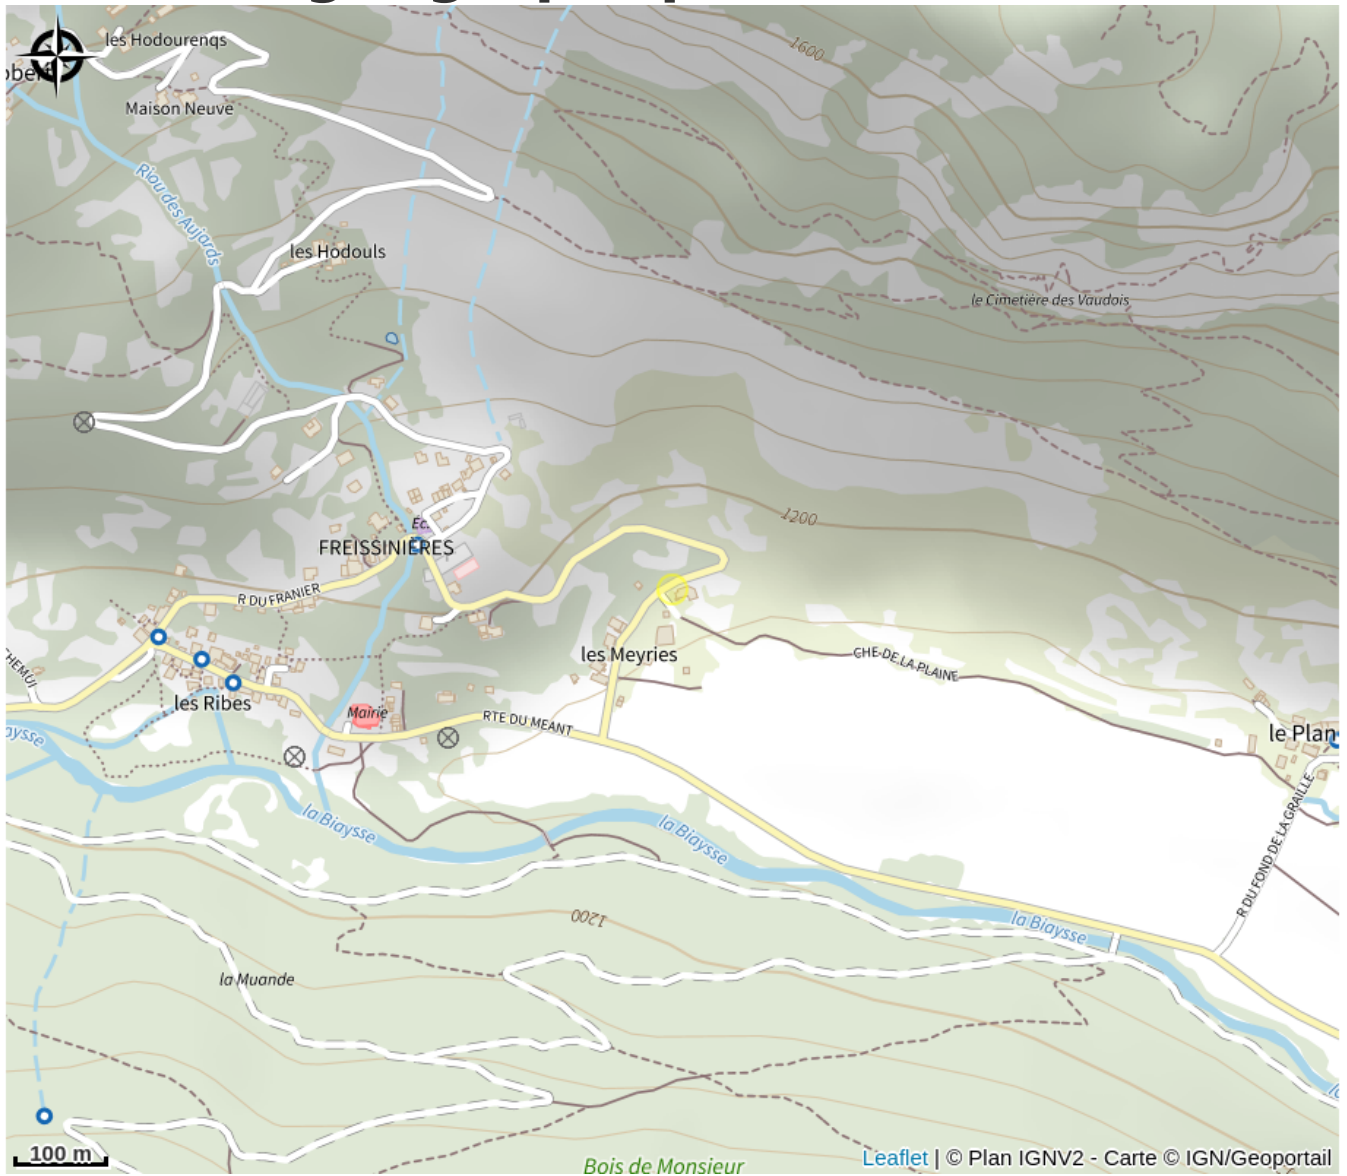 les Hodourenqs
Maison Neuve
1600
Riou des Aujards
les Hodouls
le Cimetière des Vaudois
1200
Ec.
FREISSINIÈRES
R DU FRANIER
les Meyries
CHE DE LA PLAINE
les Ribes
Mairie
RTE DU MEANT
le Plan
R DU FOND DE LA GRAILLE
la Biaysse
la Biaysse
la Biaysse
1200
la Muande
100 m
Bois de Monsieur
Leaflet | © Plan IGNV2 - Carte © IGN/Geoportail